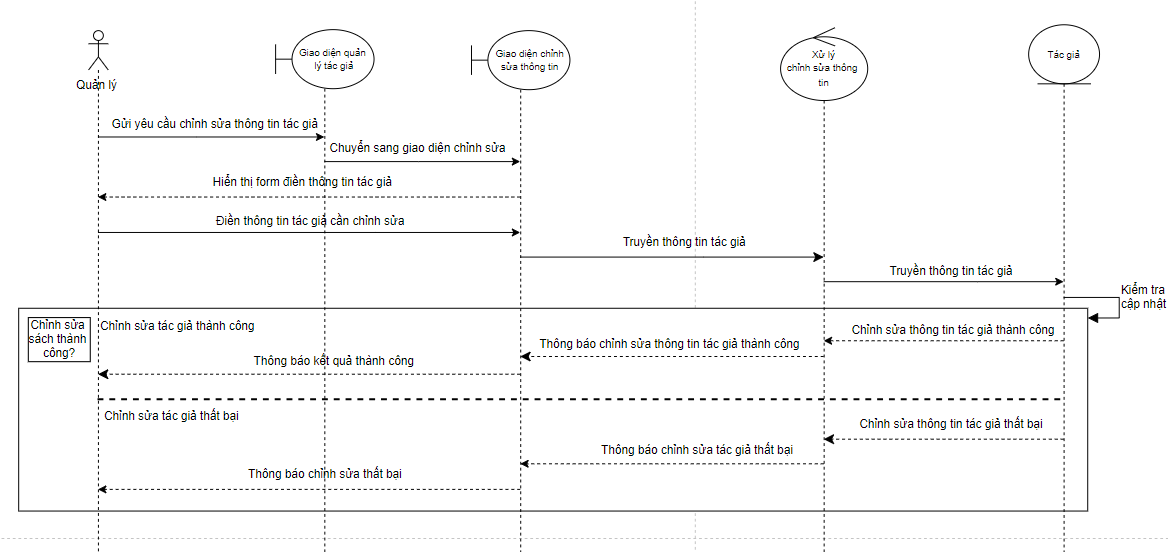 Giao diện quản
lý tác giả
Giao diện chỉnh
sửa thông tin
Xử lý
chỉnh sửa thông
tin
Tác giả
Quản lý
Gửi yêu cầu chỉnh sửa thông tin tác giả
Chuyển sang giao diện chỉnh sửa
Hiển thị form điền thông tin tác giả
Điền thông tin tác giả cần chỉnh sửa
Truyền thông tin tác giả
Truyền thông tin tác giả
Kiểm tra
cập nhật
Chỉnh sửa
sách thành
công?
Chỉnh sửa tác giả thành công
Chỉnh sửa thông tin tác giả thành công
Thông báo chỉnh sửa thông tin tác giả thành công
Thông báo kết quả thành công
Chỉnh sửa tác giả thất bại
Chỉnh sửa thông tin tác giả thất bại
Thông báo chỉnh sửa tác giả thất bại
Thông báo chỉnh sửa thất bại